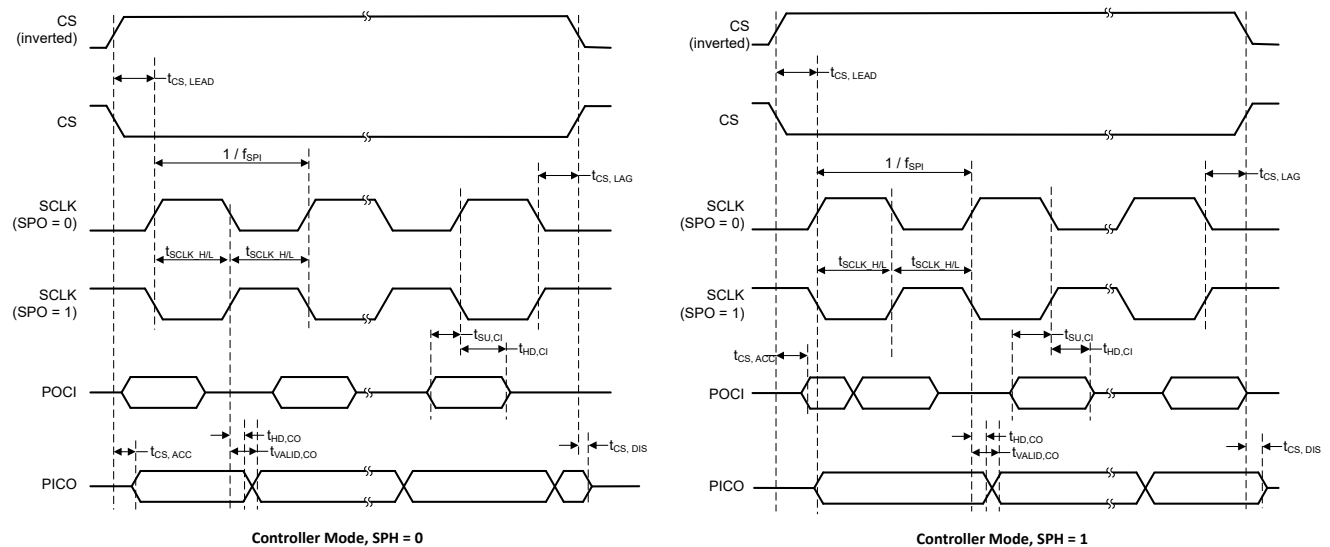 CS
(inverted)
tCS, LEAD
CS
1 / fSPI
tCS, LAG
SCLK
(SPO = 0)
tSCLK_H/L
tSCLK_H/L
SCLK
(SPO = 1)
tSU,CI
tHD,CI
POCI
tHD,CO
tCS, ACC
tVALID,CO
tCS, DIS
PICO
Controller Mode, SPH = 0
CS
(inverted)
tCS, LEAD
CS
1 / fSPI
tCS, LAG
SCLK
(SPO = 0)
tSCLK_H/L
tSCLK_H/L
SCLK
(SPO = 1)
tSU,CI
tCS, ACC
tHD,CI
POCI
tHD,CO
tVALID,CO
tCS, DIS
PICO
Controller Mode, SPH = 1